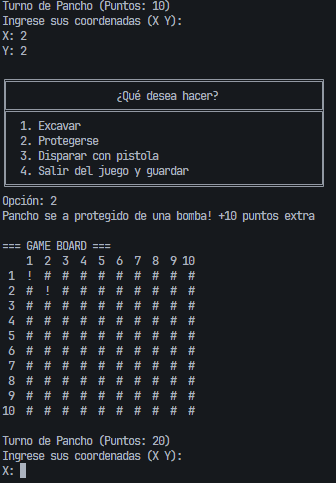 Turno de Pancho (Puntos: 10)
Ingrese sus coordenadas (X Y):
X: 2
Y: 2
¿Qué desea hacer?
1. Excavar
2. Protegerse
3. Disparar con pistola
4. Salir del juego y guardar
Opción: 2
Pancho se a protegido de una bomba! +10 puntos extra
=== GAME BOARD ===
1 2 3 4 5 6 7 8 9 10
1 ! # # # # # # # # #
2 # ! # # # # # # # #
3 # # # # # # # # # #
4 # # # # # # # # # #
5 # # # # # # # # # #
6 # # # # # # # # # #
7 # # # # # # # # # #
8 # # # # # # # # # #
9 # # # # # # # # # #
10 # # # # # # # # # #
Turno de Pancho (Puntos: 20)
Ingrese sus coordenadas (X Y):
X: